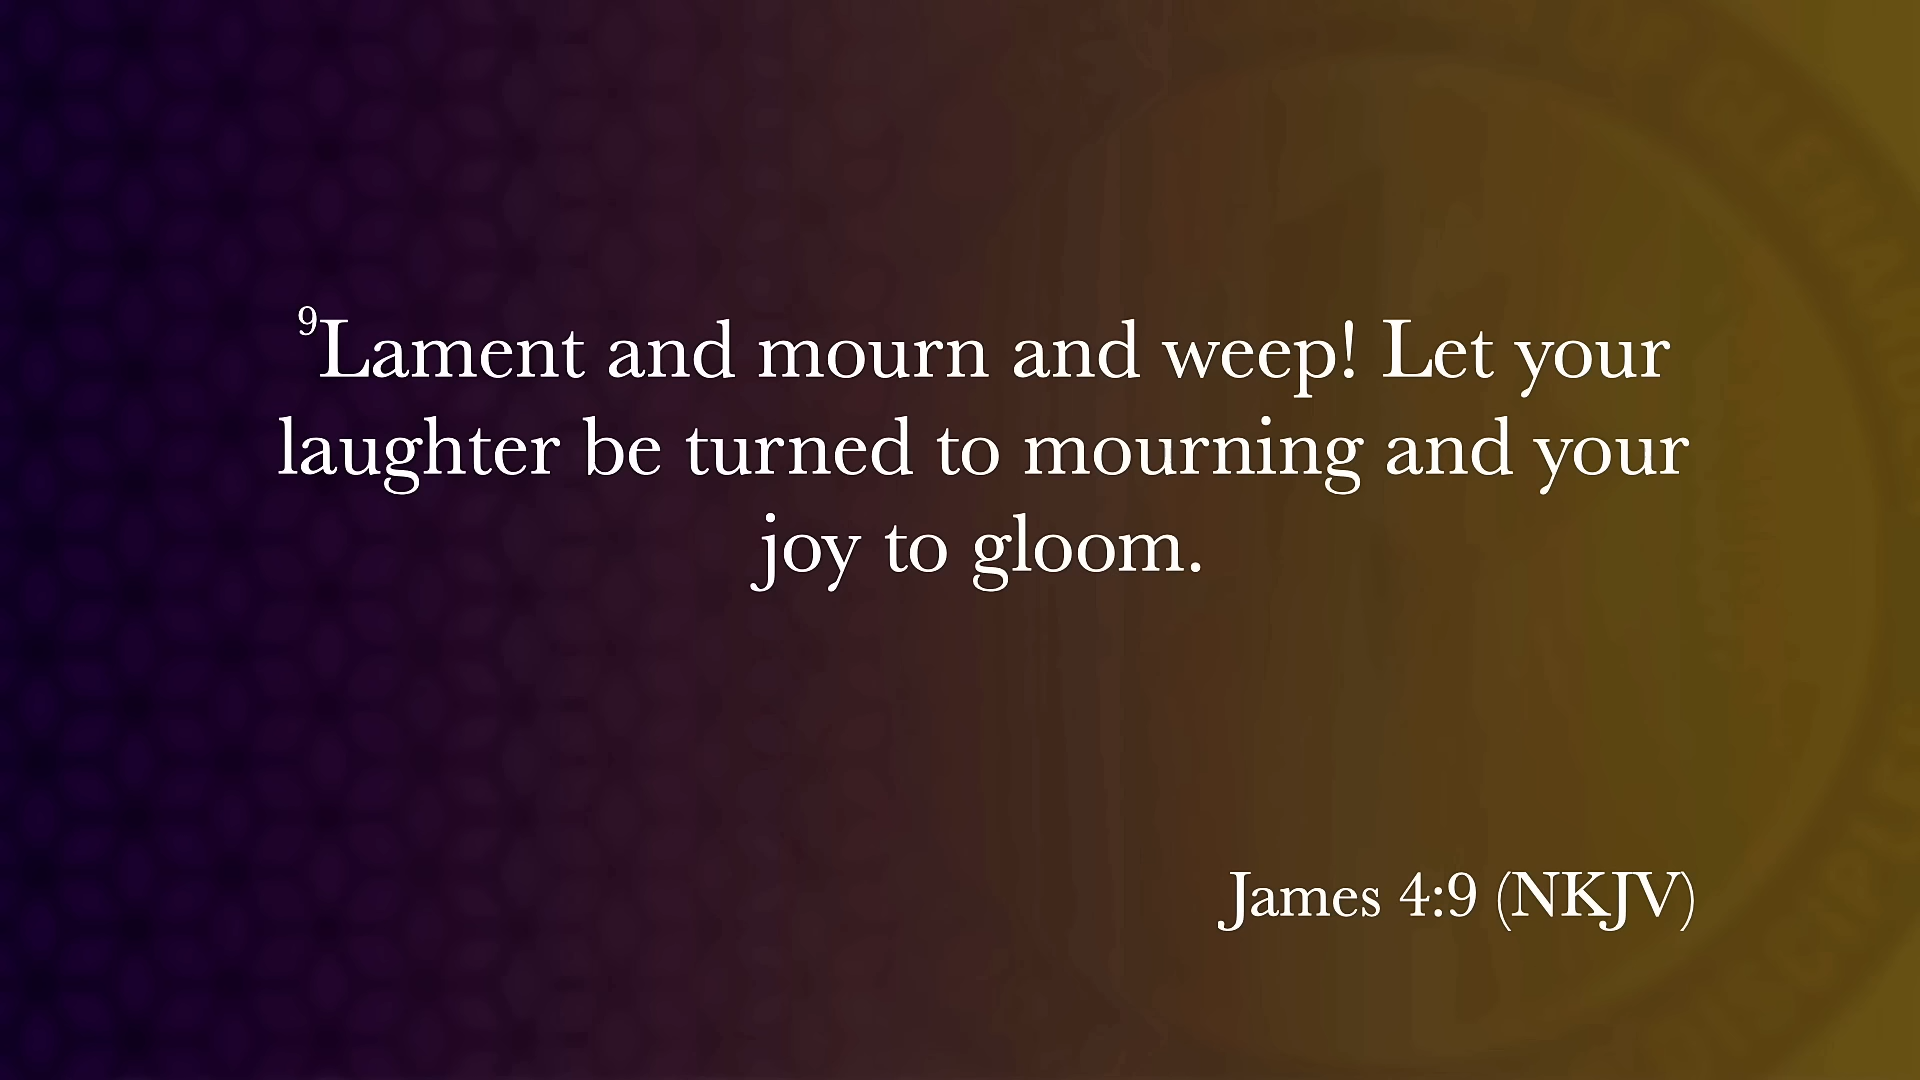 ⁹Lament and mourn and weep! Let your
laughter be turned to mourning and your
joy to gloom.
James 4:9 (NKJV)